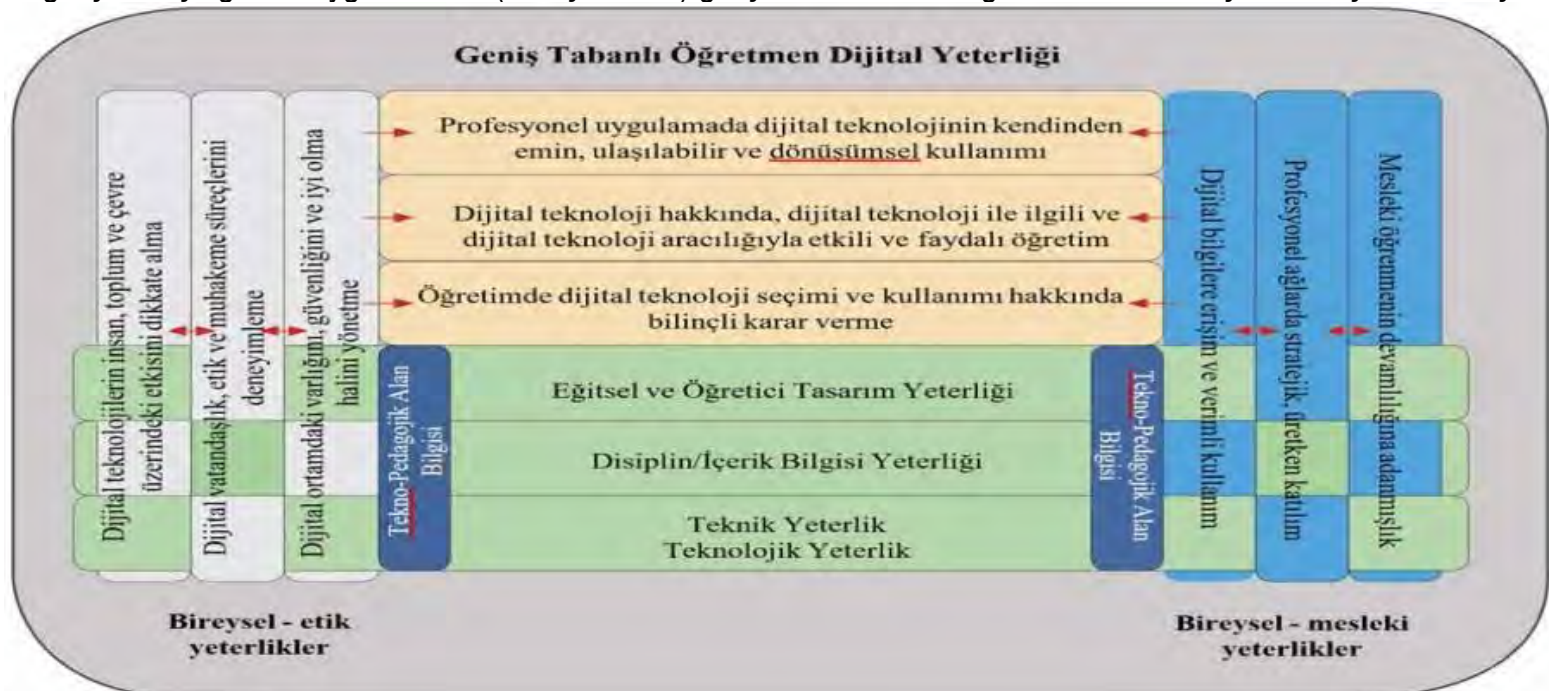 Geniş Tabanlı Öğretmen Dijital Yeterliği
Dijital teknolojilerin insan, toplum ve çevre
üzerindeki etkisini dikkate alma
Dijital vatandaşlık, etik ve muhakeme süreçlerini
deneyimleme
Dijital ortamdaki varlığını, güvenliğini ve iyi olma
halini yönetme
Profesyonel uygulamada dijital teknolojinin kendinden
emin, ulaşılabilir ve dönüşümsel kullanımı
Dijital teknoloji hakkında, dijital teknoloji ile ilgili ve
dijital teknoloji aracılığıyla etkili ve faydalı öğretim
Öğretimde dijital teknoloji seçimi ve kullanımı hakkında
bilinçli karar verme
Tekno-Pedagojik Alan
Bilgisi
Eğitsel ve Öğretici Tasarım Yeterliği
Disiplin/İçerik Bilgisi Yeterliği
Teknik Yeterlik
Teknolojik Yeterlik
Tekno-Pedagojik Alan
Bilgisi
Dijital bilgilere erişim ve verimli kullanım
Profesyonel ağlarda stratejik, üretken katılım
Mesleki öğrenmenin devamlılığına adanmışlık
Bireysel - etik
yeterlikler
Bireysel - mesleki
yeterlikler